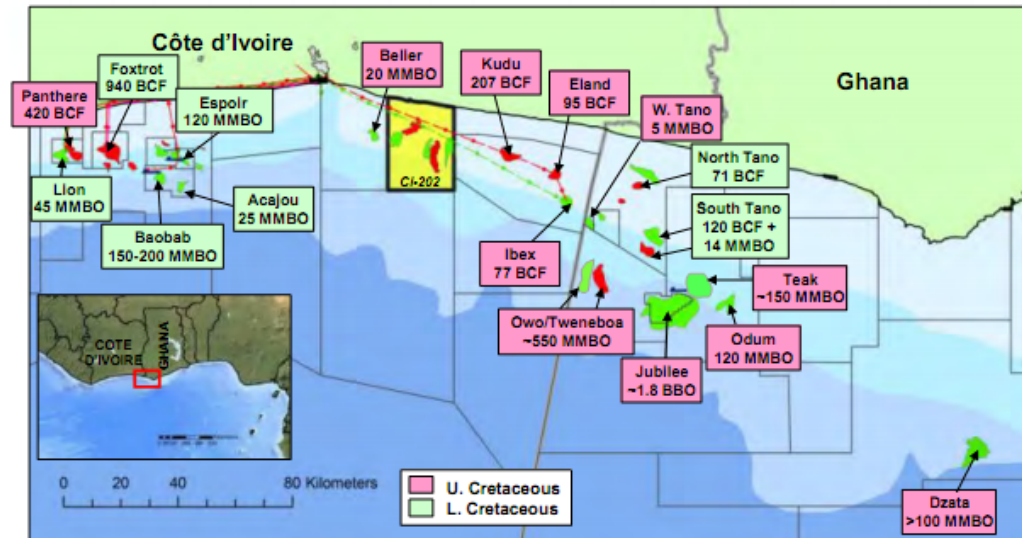 Côte d'Ivoire
Ghana
Foxtrot
940 BCF
Panthere
420 BCF
Espoir
120 MMBO
Beller
20 MMBO
Kudu
207 BCF
Eland
95 BCF
W. Tano
5 MMBO
North Tano
71 BCF
South Tano
120 BCF +
14 MMBO
Lion
45 MMBO
Acajou
25 MMBO
Baobab
150-200 MMBO
CI-202
Ibex
77 BCF
Teak
~150 MMBO
Owo/Tweneboa
~550 MMBO
Odum
120 MMBO
Jubilee
~1.8 BBO
Dzata
>100 MMBO
COTE
D'IVOIRE
GHANA
0 40 80 Kilometers
U. Cretaceous
L. Cretaceous